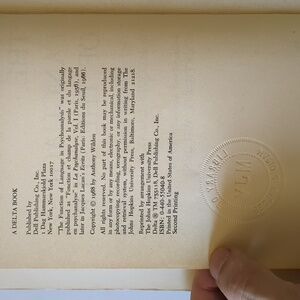 A DELTA BOOK
Published by
Dell Publishing Co., Inc.
1 Dag Hammarskjold Plaza
New York, New York 10017
"The Function of Language in Psychoanalysis" was originally
published as "Fonction et champ de la parole et du langage
en psychanalyse" in La Psychanalyse, Vol. I (Paris, 1956), and
later in Jacques Lacan's Écrits (Paris: Editions du Seuil, 1966).
Copyright © 1968 by Anthony Wilden
All rights reserved. No part of this book may be reproduced
in any form or by any means, electronic or mechanical, including
photocopying, recording, xerography, or any information storage
and retrieval system, without permission in writing from The
Johns Hopkins University Press, Baltimore, Maryland 21218.
Reprinted by arrangement with
The Johns Hopkins University Press
Delta ® TM 755118, Dell Publishing Co., Inc.
Printed in the United States of America
Second Printing